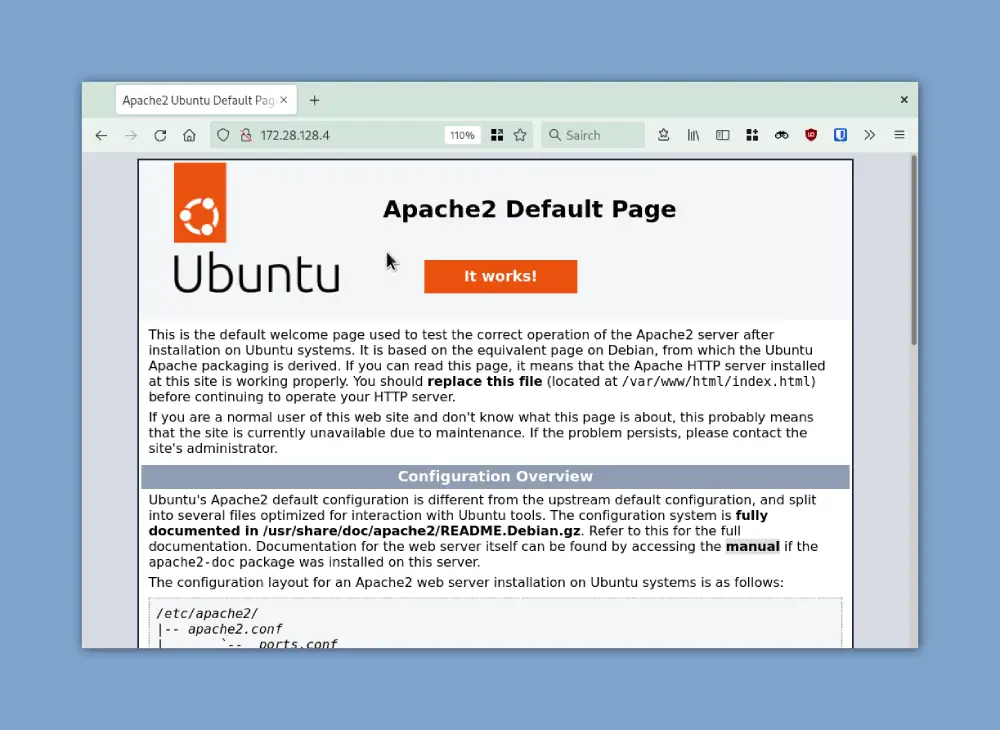 Apache2 Ubuntu Default Pag
172.28.128.4
110%
Sairch
Ubuntu
Apache2 Default Page
It works!
This is the default welcome page used to test the correct operation of the Apache2 server after
installation on Ubuntu systems. It is based on the equivalent page on Debian, from which the Ubuntu
Apache packaging is derived. If you can read this page, it means that the Apache HTTP server installed
at this site is working properly. You should replace this file (located at /var/www/html/index.html)
before continuing to operate your HTTP server.
If you are a normal user of this web site and don't know what this page is about, this probably means
that the site is currently unavailable due to maintenance. If the problem persists, please contact the
site's administrator.
Configuration Overview
Ubuntu's Apache2 default configuration is different from the upstream default configuration, and split
into several files optimized for interaction with Ubuntu tools. The configuration system is fully
documented in /usr/share/doc/apache2/README.Debian.gz. Refer to this for the full
documentation. Documentation for the web server itself can be found by accessing the manual if the
apache2-doc package was installed on this server.
The configuration layout for an Apache2 web server installation on Ubuntu systems is as follows:
/etc/apache2/
|-- apache2.conf
|       `--  ports.conf